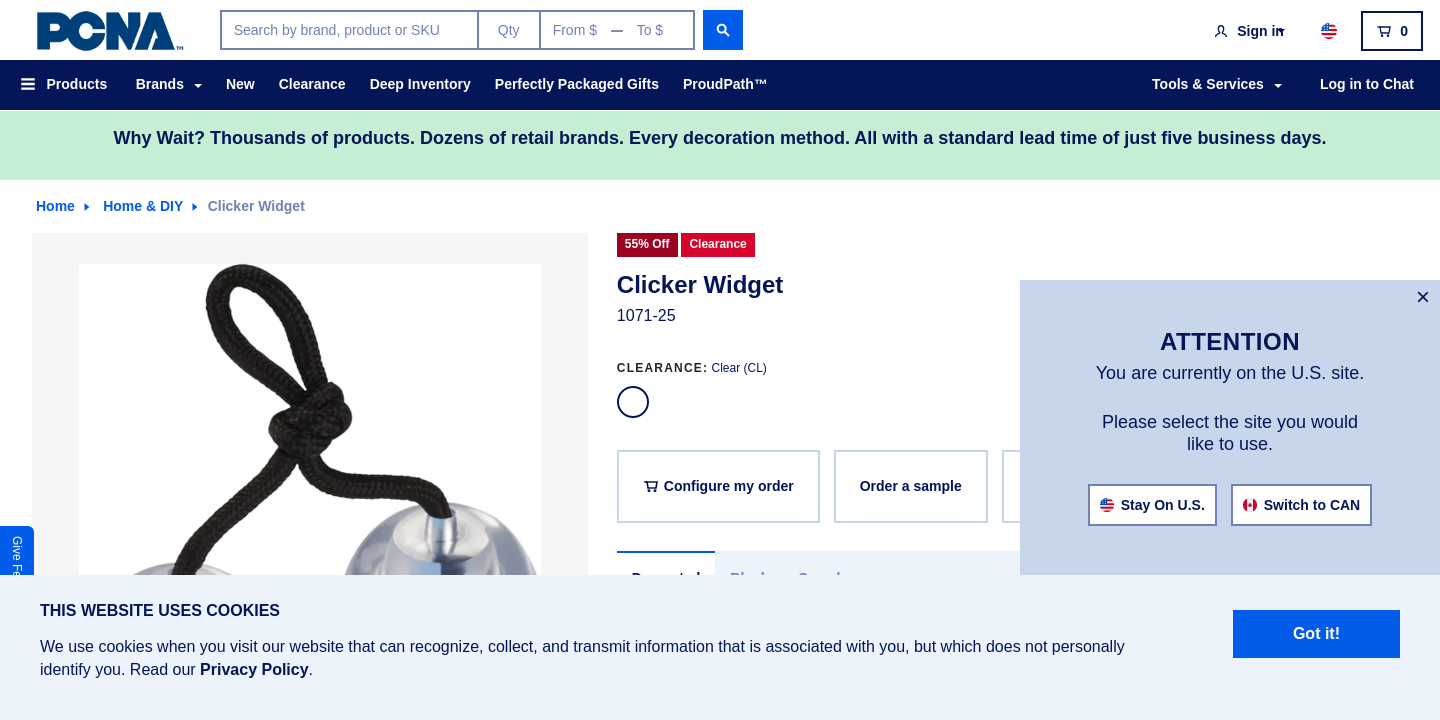 PCNA™
Search by brand, product or SKU
Qty
From $ — To $
Sign in
0
Products
Brands
New
Clearance
Deep Inventory
Perfectly Packaged Gifts
ProudPath™
Tools & Services
Log in to Chat
Why Wait? Thousands of products. Dozens of retail brands. Every decoration method. All with a standard lead time of just five business days.
Home
Home & DIY
Clicker Widget
55% Off
Clearance
Clicker Widget
1071-25
CLEARANCE: Clear (CL)
Configure my order
Order a sample
×
ATTENTION
You are currently on the U.S. site.
Please select the site you would
like to use.
Stay On U.S.
Switch to CAN
Give
THIS WEBSITE USES COOKIES
We use cookies when you visit our website that can recognize, collect, and transmit information that is associated with you, but which does not personally
identify you. Read our Privacy Policy.
Got it!